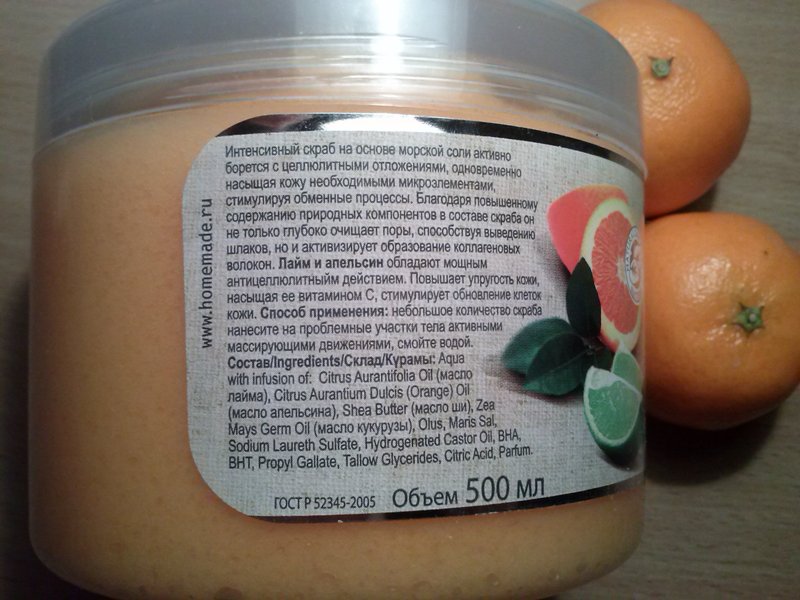 Интенсивный скраб на основе морской соли активно
борется с целлюлитными отложениями, одновременно
насыщая кожу необходимыми микроэлементами,
стимулируя обменные процессы. Благодаря повышенному
содержанию природных компонентов в составе скраба он
не только глубоко очищает поры, способствуя выведению
шлаков, но и активизирует образование коллагеновых
волокон. Лайм и апельсин обладают мощным
антицеллюлитныйм действием. Повышает упругость кожи,
насыщая ее витамином С, стимулирует обновление клеток
кожи. Способ применения: небольшое количество скраба
нанесите на проблемные участки тела активными
массирующими движениями, смойте водой.
Состав/Ingredients/Склад/Құрамы: Aqua
with infusion of: Citrus Aurantifolia Oil (масло
лайма), Citrus Aurantium Dulcis (Orange) Oil
(масло апельсина), Shea Butter (масло ши), Zea
Mays Germ Oil (масло кукурузы), Olus, Maris Sal,
Sodium Laureth Sulfate, Hydrogenated Castor Oil, BHA,
BHT, Propyl Gallate, Tallow Glycerides, Citric Acid, Parfum.
ГОСТ Р 52345-2005 Объем 500 мл
www.homemade.ru